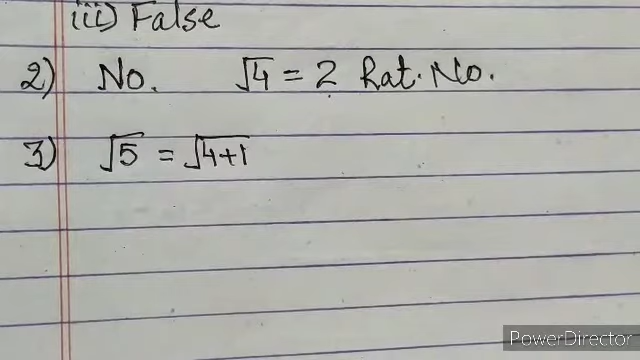 iii) False
2) No. √4 = 2 Rat. No.
3) √5 = √4+1
PowerDirector